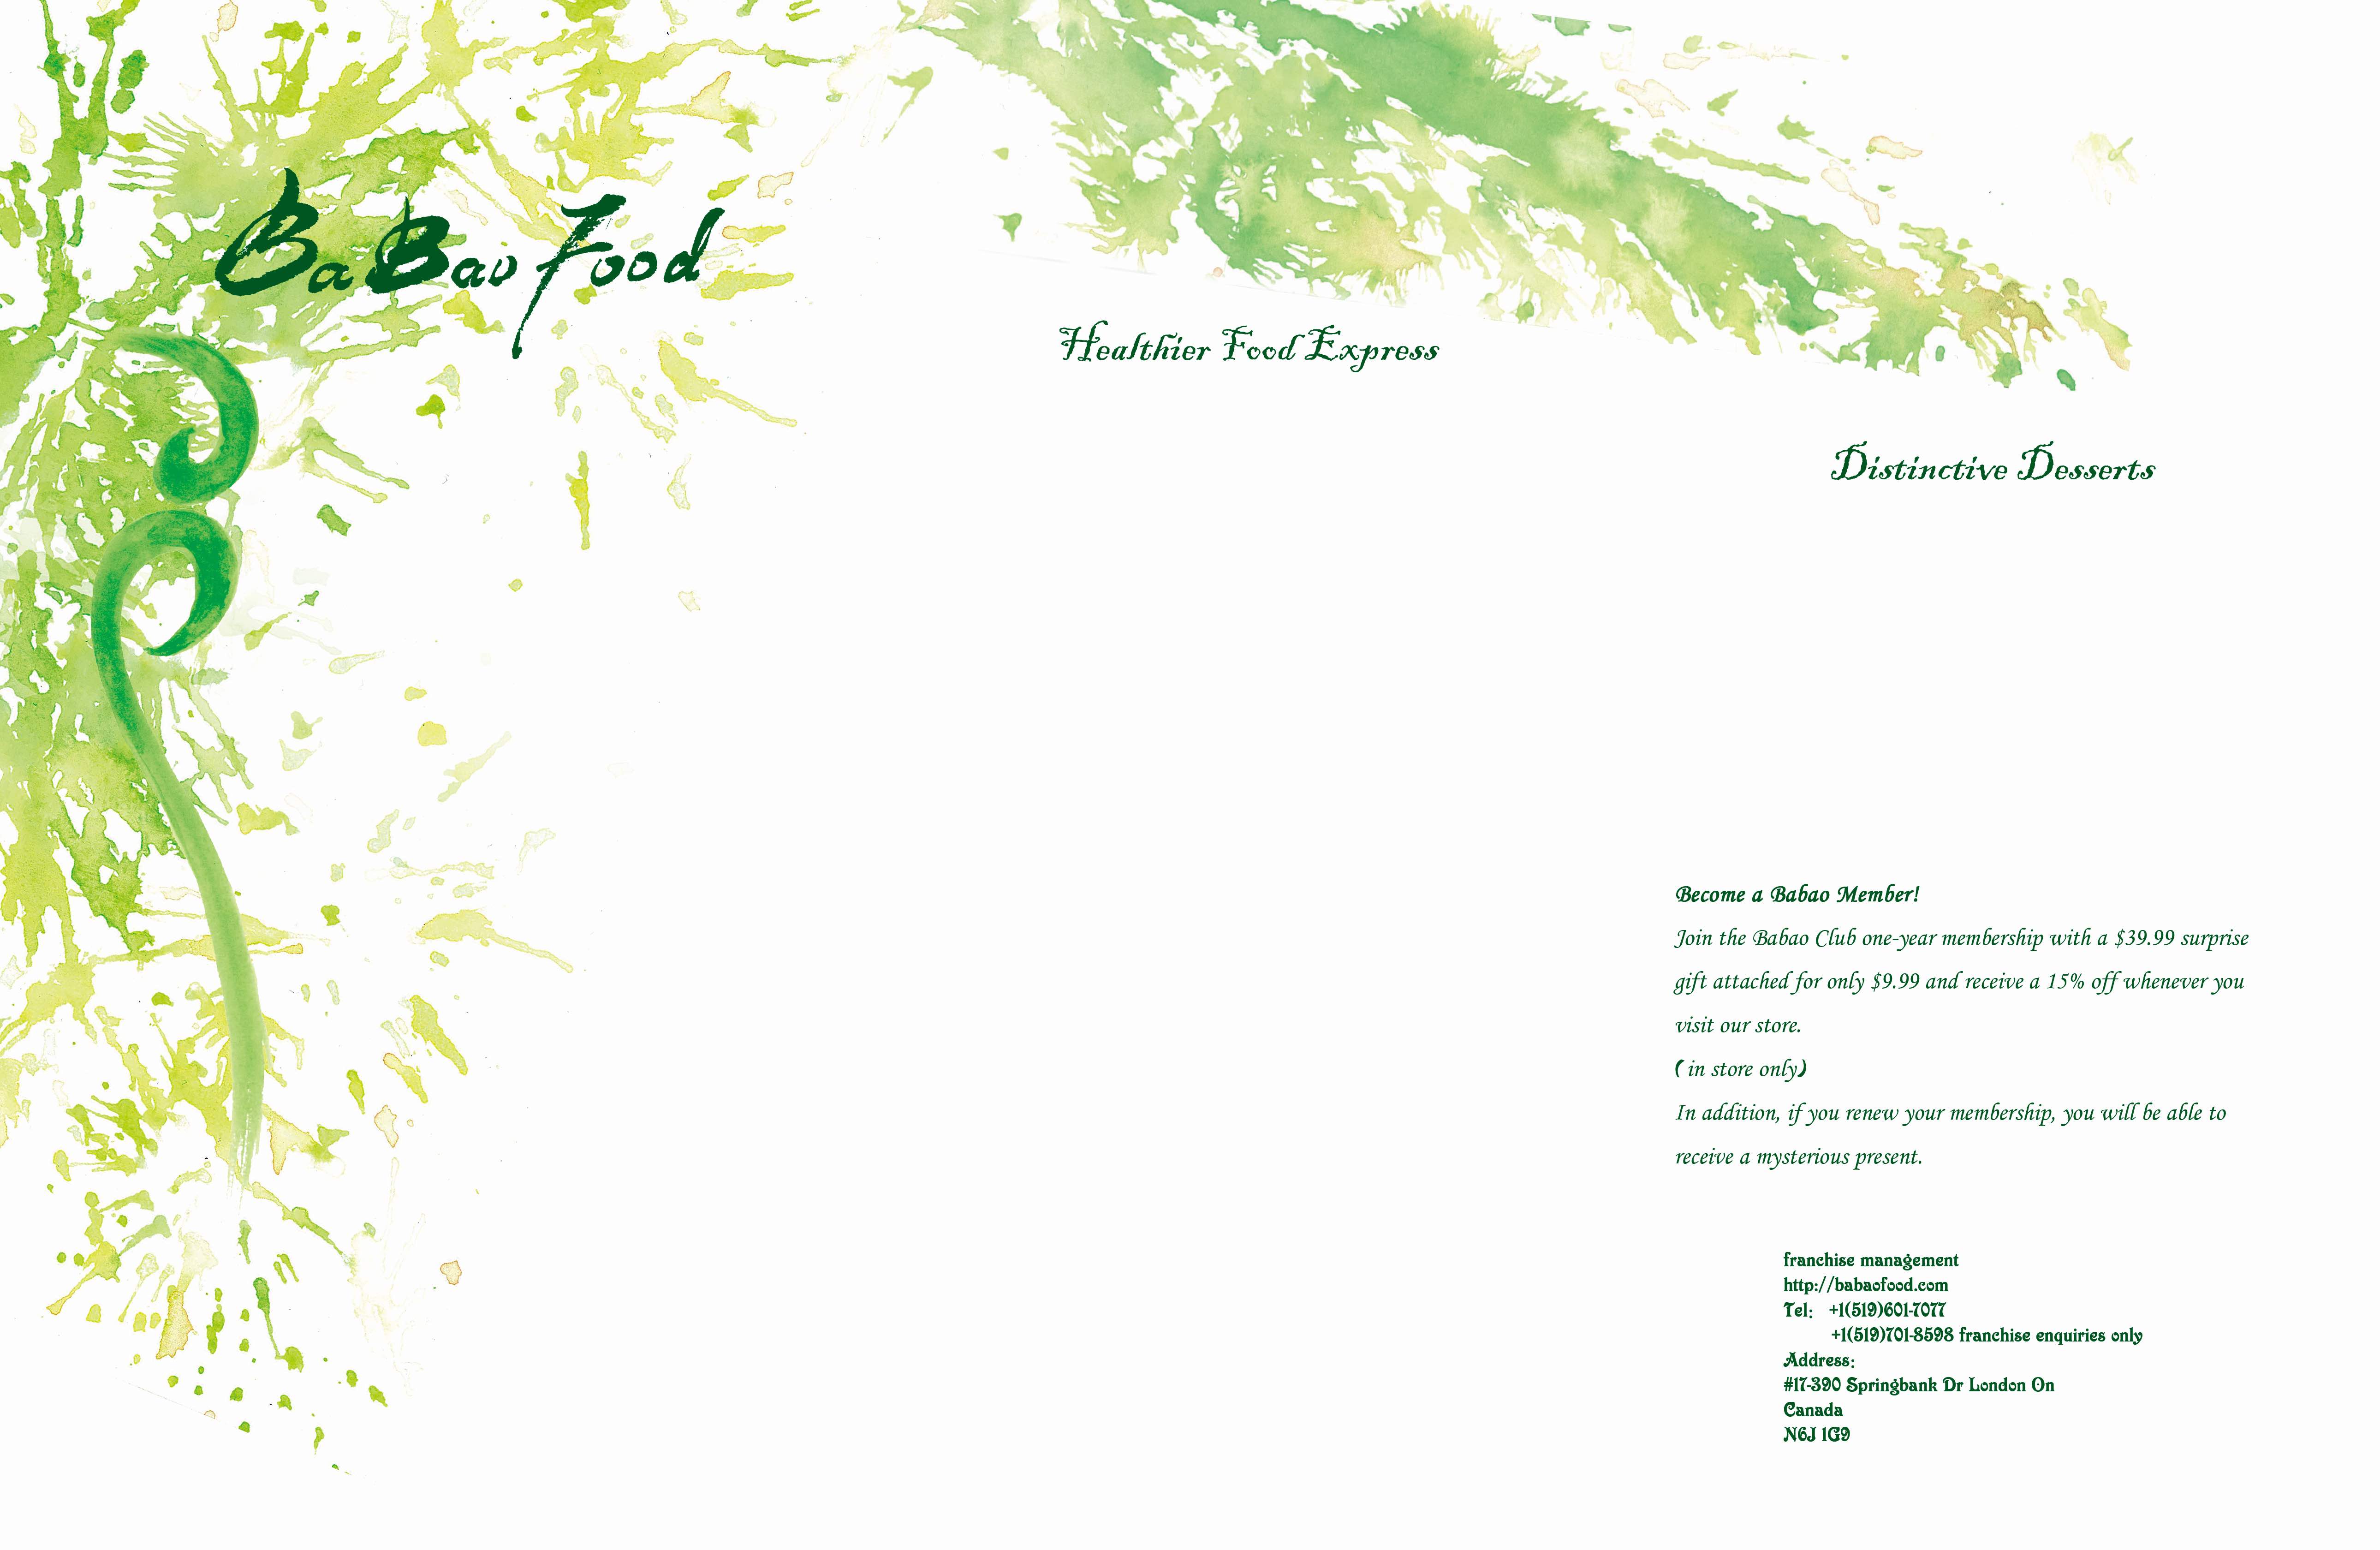 BaBao Food
Healthier Food Express
Distinctive Desserts
Become a Babao Member!
Join the Babao Club one-year membership with a $39.99 surprise
gift attached for only $9.99 and receive a 15% off whenever you
visit our store.
( in store only)
In addition, if you renew your membership, you will be able to
receive a mysterious present.
franchise management
http://babaofood.com
Tel: +1(519)601-7077
+1(519)701-8598 franchise enquiries only
Address:
#17-390 Springbank Dr London On
Canada
N6J 1G9